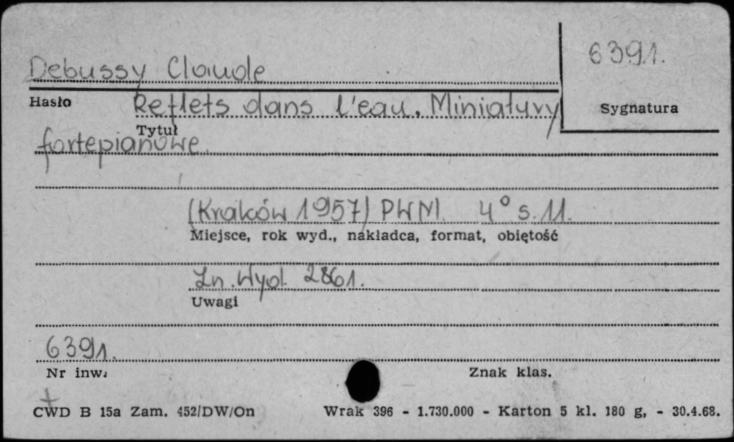 6391.
Debussy Claude
Hasło
Reflets dans l'eau. Miniatury
Sygnatura
Tytuł
fortepianowe.
(Kraków 1957) PWM. 4° s. 11.
Miejsce, rok wyd., nakładca, format, objętość
Zn. Wyd. 2861.
Uwagi
6391.
Nr inw.
Znak klas.
CWD B 15a Zam. 452/DW/On
Wrak 396 - 1.730.000 - Karton 5 kl. 180 g, - 30.4.68.